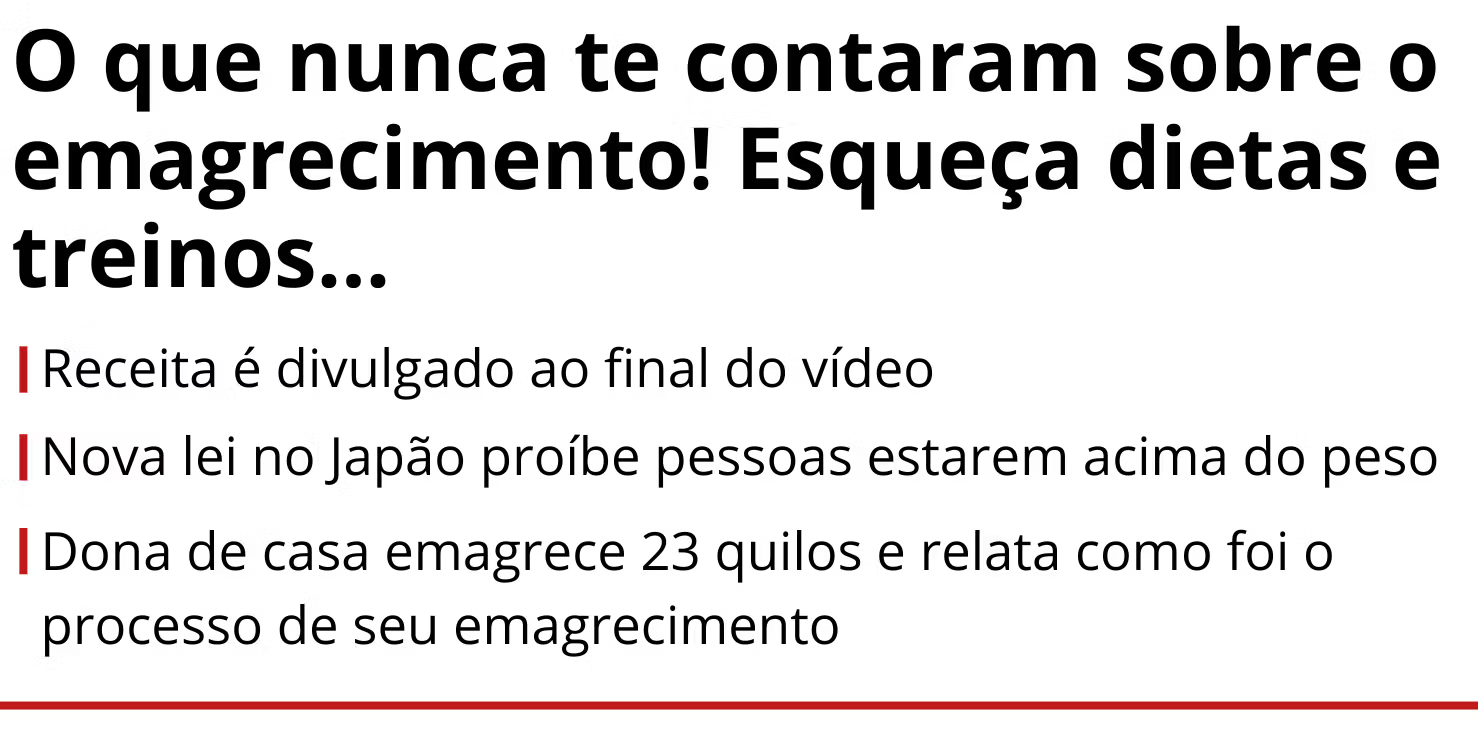 O que nunca te contaram sobre o
emagrecimento! Esqueça dietas e
treinos...
Receita é divulgado ao final do vídeo
Nova lei no Japão proíbe pessoas estarem acima do peso
Dona de casa emagrece 23 quilos e relata como foi o
processo de seu emagrecimento